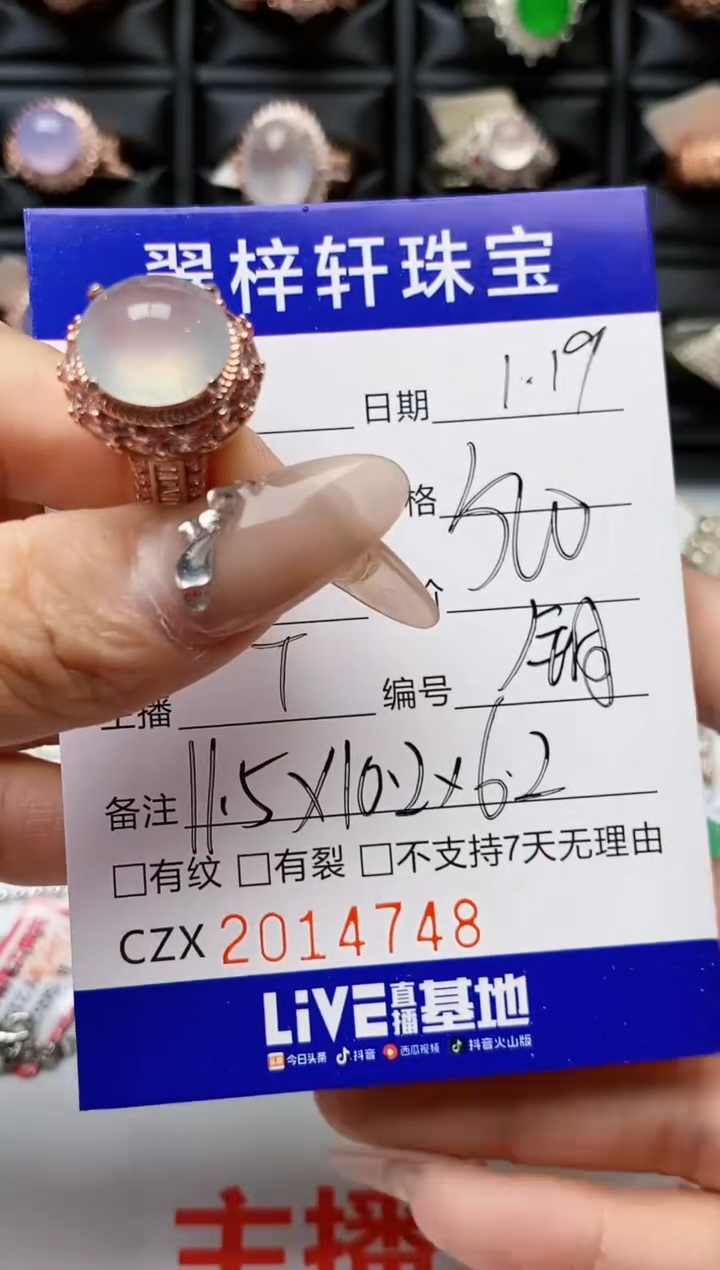 翠梓轩珠宝
日期 1.19
格 500
价
主播 T 编号 铜
备注 11.5X10.2x6.2
□有纹 □有裂 □不支持7天无理由
CZX 2014748
LiVE直播基地
今日头条 抖音 西瓜视频 抖音火山版
主播